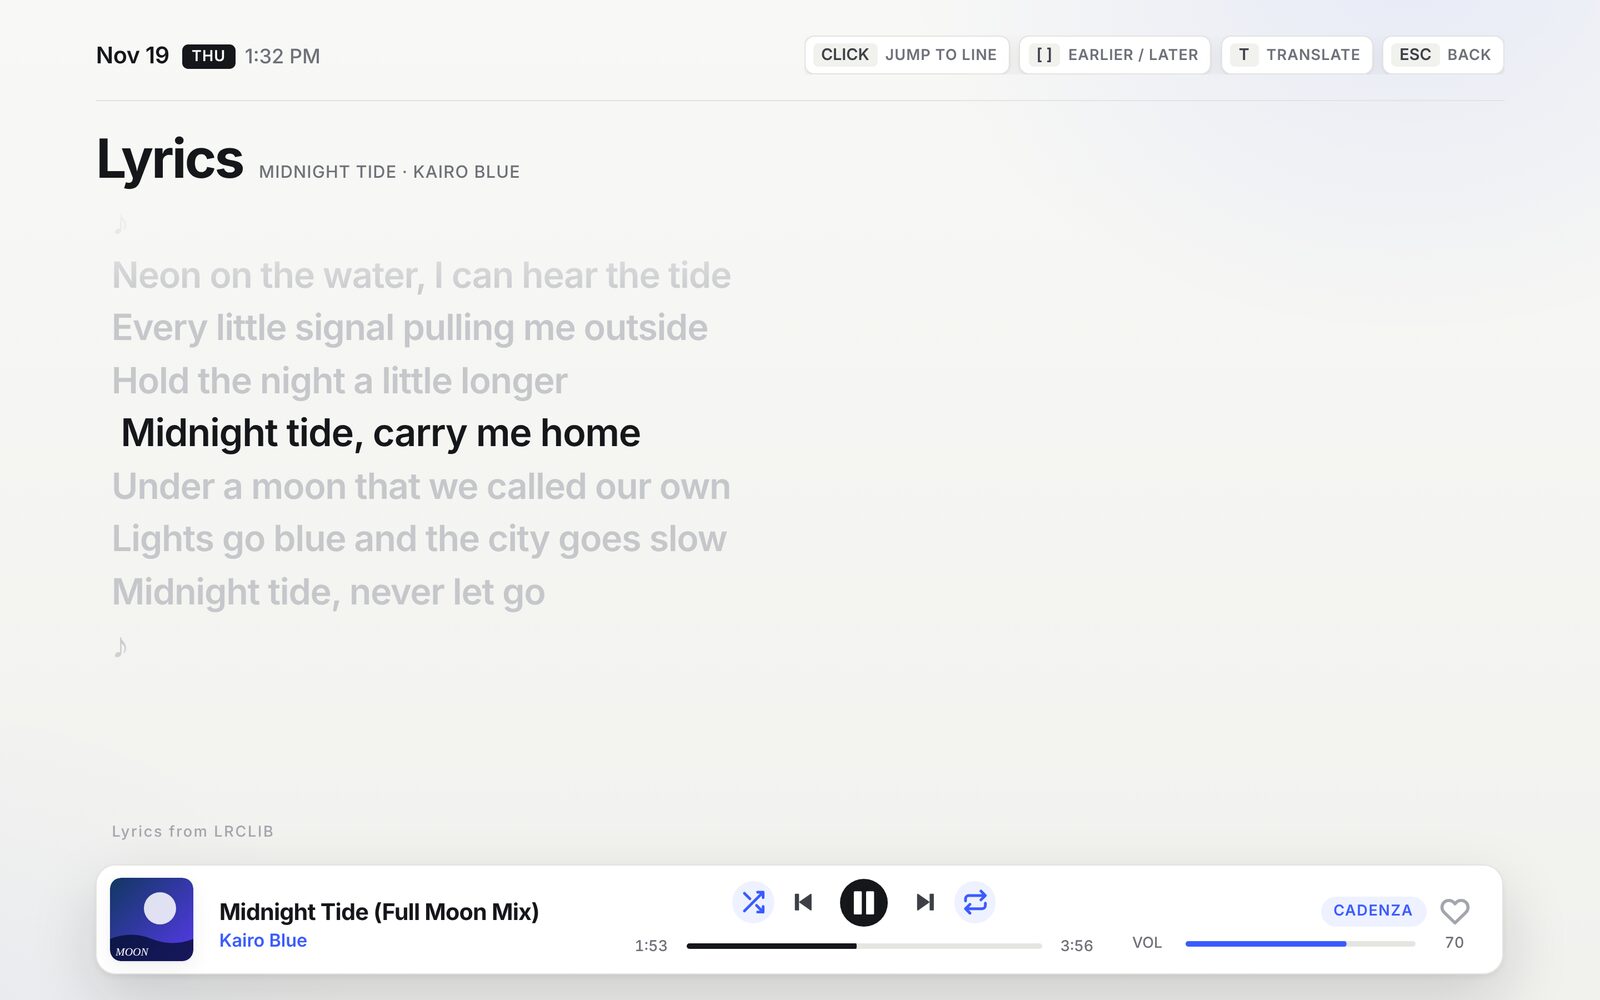 Nov 19 THU 1:32 PM
CLICK JUMP TO LINE [ ] EARLIER / LATER T TRANSLATE ESC BACK
Lyrics MIDNIGHT TIDE · KAIRO BLUE
♪
Neon on the water, I can hear the tide
Every little signal pulling me outside
Hold the night a little longer
Midnight tide, carry me home
Under a moon that we called our own
Lights go blue and the city goes slow
Midnight tide, never let go
♪
Lyrics from LRCLIB
MOON
Midnight Tide (Full Moon Mix)
Kairo Blue
1:53 3:56
CADENZA
VOL 70